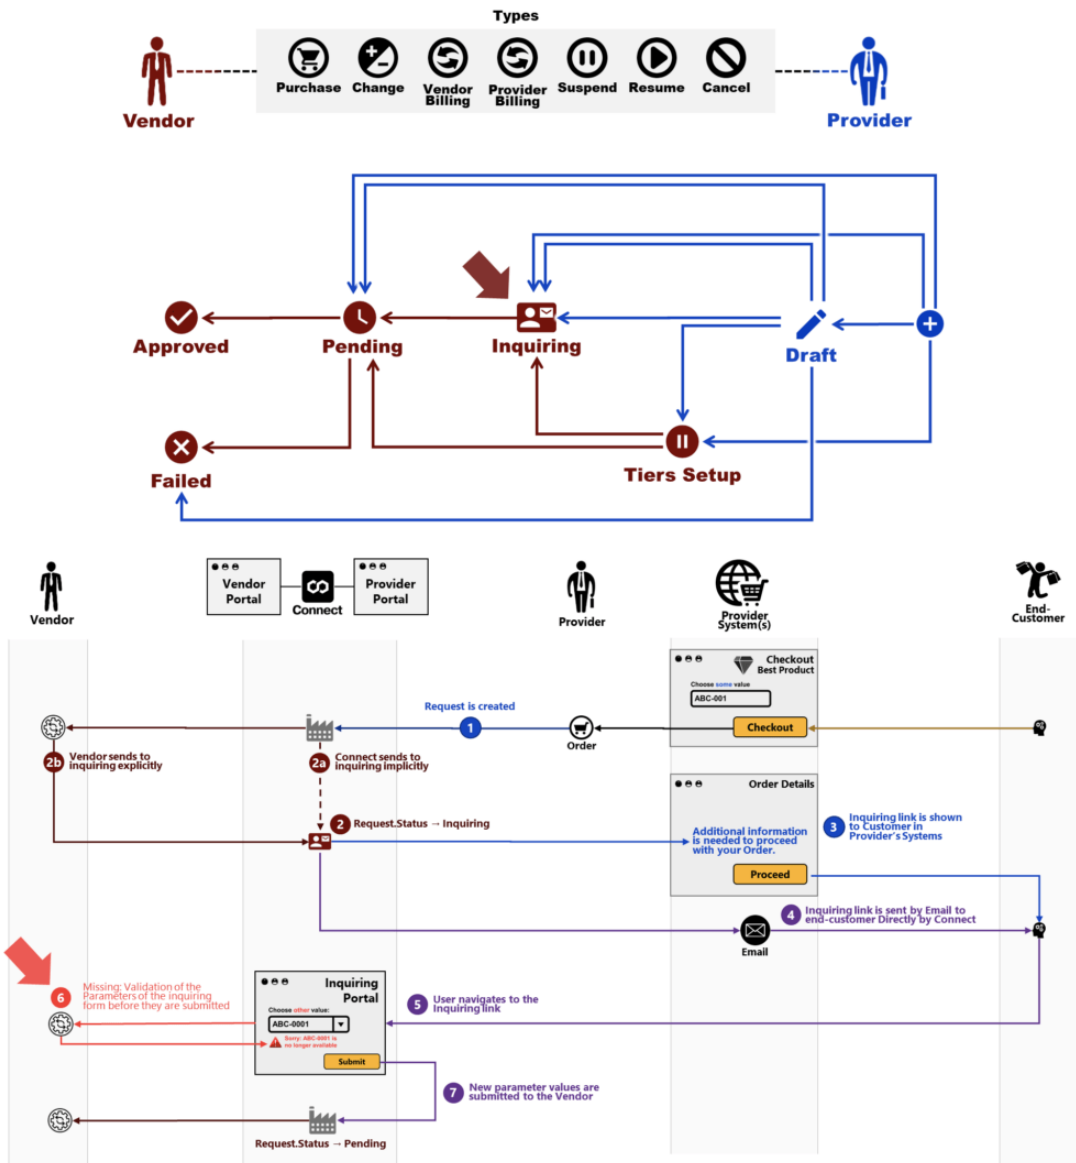 Types
Purchase
Change
Vendor
Billing
Provider
Billing
Suspend
Resume
Cancel
Vendor
Provider
Approved
Pending
Inquiring
Draft
Failed
Tiers Setup
Vendor
Vendor
Portal
Connect
Provider
Portal
Provider
Provider
System(s)
End-
Customer
Checkout
Best Product
Choose some value
ABC-001
Checkout
Request is created
1
Order
2b
Vendor sends to
inquiring explicitly
2a
Connect sends to
inquiring implicitly
2
Request.Status → Inquiring
Order Details
Additional information
is needed to proceed
with your Order.
Proceed
3
Inquiring link is shown
to Customer in
Provider's Systems
4
Inquiring link is sent by Email to
end-customer Directly by Connect
Email
6
Missing: Validation of the
Parameters of the inquiring
form before they are submitted
Inquiring
Portal
Choose other value:
ABC-0001
Sorry: ABC-0001 is
no longer available
Submit
5
User navigates to the
Inquiring link
7
New parameter values are
submitted to the Vendor
Request.Status → Pending